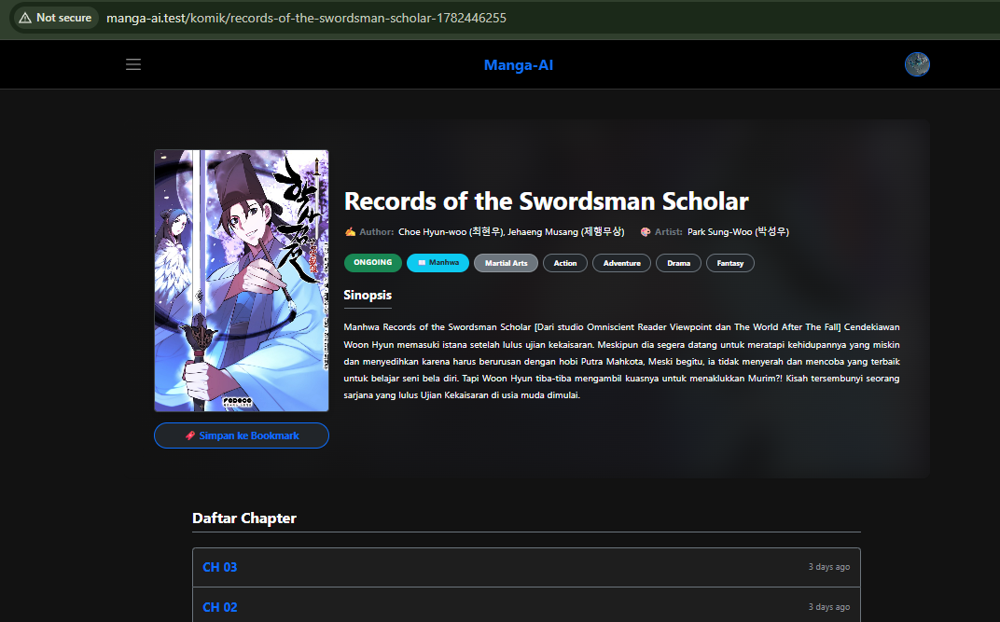 Not secure manga-ai.test/komik/records-of-the-swordsman-scholar-1782446255
Manga-AI
Records of the Swordsman Scholar
Author: Choe Hyun-woo (최현우), Jehaeng Musang (제행무상) Artist: Park Sung-Woo (박성우)
ONGOING Manhwa Martial Arts Action Adventure Drama Fantasy
Sinopsis
Manhwa Records of the Swordsman Scholar [Dari studio Omniscient Reader Viewpoint dan The World After The Fall] Cendekiawan
Woon Hyun memasuki istana setelah lulus ujian kekaisaran. Meskipun dia segera datang untuk meratapi kehidupannya yang miskin
dan menyedihkan karena harus berurusan dengan hobi Putra Mahkota, Meski begitu, ia tidak menyerah dan mencoba yang terbaik
untuk belajar seni bela diri. Tapi Woon Hyun tiba-tiba mengambil kuasnya untuk menaklukkan Murim?! Kisah tersembunyi seorang
sarjana yang lulus Ujian Kekaisaran di usia muda dimulai.
학사검전
REDOCO
Simpan ke Bookmark
Daftar Chapter
CH 03 3 days ago
CH 02 3 days ago